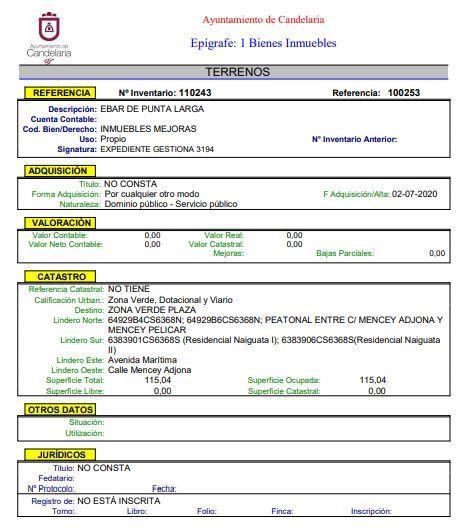 Ayuntamiento de
Candelaria
Ayuntamiento de Candelaria
Epígrafe: 1 Bienes Inmuebles
TERRENOS
REFERENCIA Nº Inventario: 110243 Referencia: 100253
Descripción: EBAR DE PUNTA LARGA
Cuenta Contable:
Cod. Bien/Derecho: INMUEBLES MEJORAS
Uso: Propio Nº Inventario Anterior:
Signatura: EXPEDIENTE GESTIONA 3194
ADQUISICIÓN
Título: NO CONSTA
Forma Adquisición: Por cualquier otro modo F Adquisición/Alta: 02-07-2020
Naturaleza: Dominio público - Servicio público
VALORACIÓN
Valor Contable: 0,00 Valor Real: 0,00
Valor Neto Contable: 0,00 Valor Catastral: 0,00
Mejoras: Bajas Parciales: 0,00
CATASTRO
Referencia Catastral: NO TIENE
Calificación Urban.: Zona Verde, Dotacional y Viario
Destino: ZONA VERDE PLAZA
Lindero Norte: 64929B4CS6368N; 64929B6CS6368N; PEATONAL ENTRE C/ MENCEY ADJONA Y
MENCEY PELICAR
Lindero Sur: 6383901CS6368S (Residencial Naiguata I); 6383906CS6368S(Residencial Naiguata
II)
Lindero Este: Avenida Marítima
Lindero Oeste: Calle Mencey Adjona
Superficie Total: 115,04 Superficie Ocupada: 115,04
Superficie Libre: 0,00 Superficie Catastral: 0,00
OTROS DATOS
Situación:
Utilización:
JURÍDICOS
Título: NO CONSTA
Fedatario:
Nº Protocolo: Fecha:
Registro de: NO ESTÁ INSCRITA
Tomo: Libro: Folio: Finca: Inscripción: